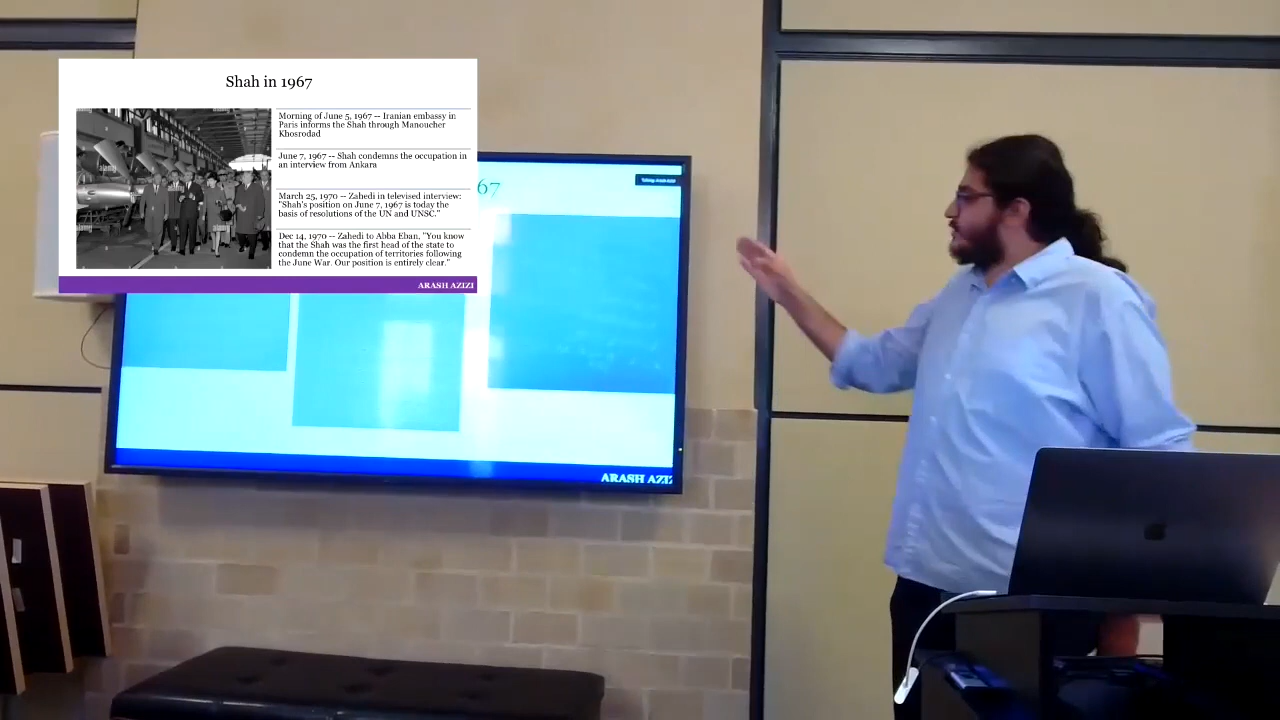 Shah in 1967
Morning of June 5, 1967 -- Iranian embassy in
Paris informs the Shah through Manoucher
Khosrodad
June 7, 1967 -- Shah condemns the occupation in
an interview from Ankara
March 25, 1970 -- Zahedi in televised interview:
"Shah's position on June 7, 1967 is today the
basis of resolutions of the UN and UNSC."
Dec 14, 1970 -- Zahedi to Abba Eban, "You know
that the Shah was the first head of the state to
condemn the occupation of territories following
the June War. Our position is entirely clear."
ARASH AZIZI
67
Talking: Arash Azizi
ARASH AZIZ